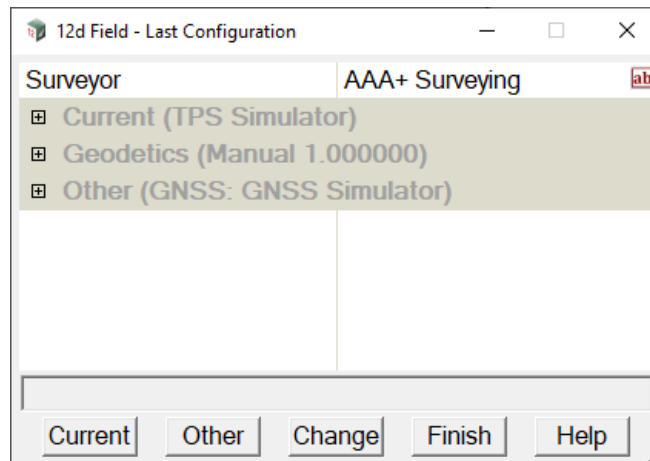 12d Field - Last Configuration
Surveyor AAA+ Surveying ab
Current (TPS Simulator)
Geodetics (Manual 1.000000)
Other (GNSS: GNSS Simulator)
Current Other Change Finish Help